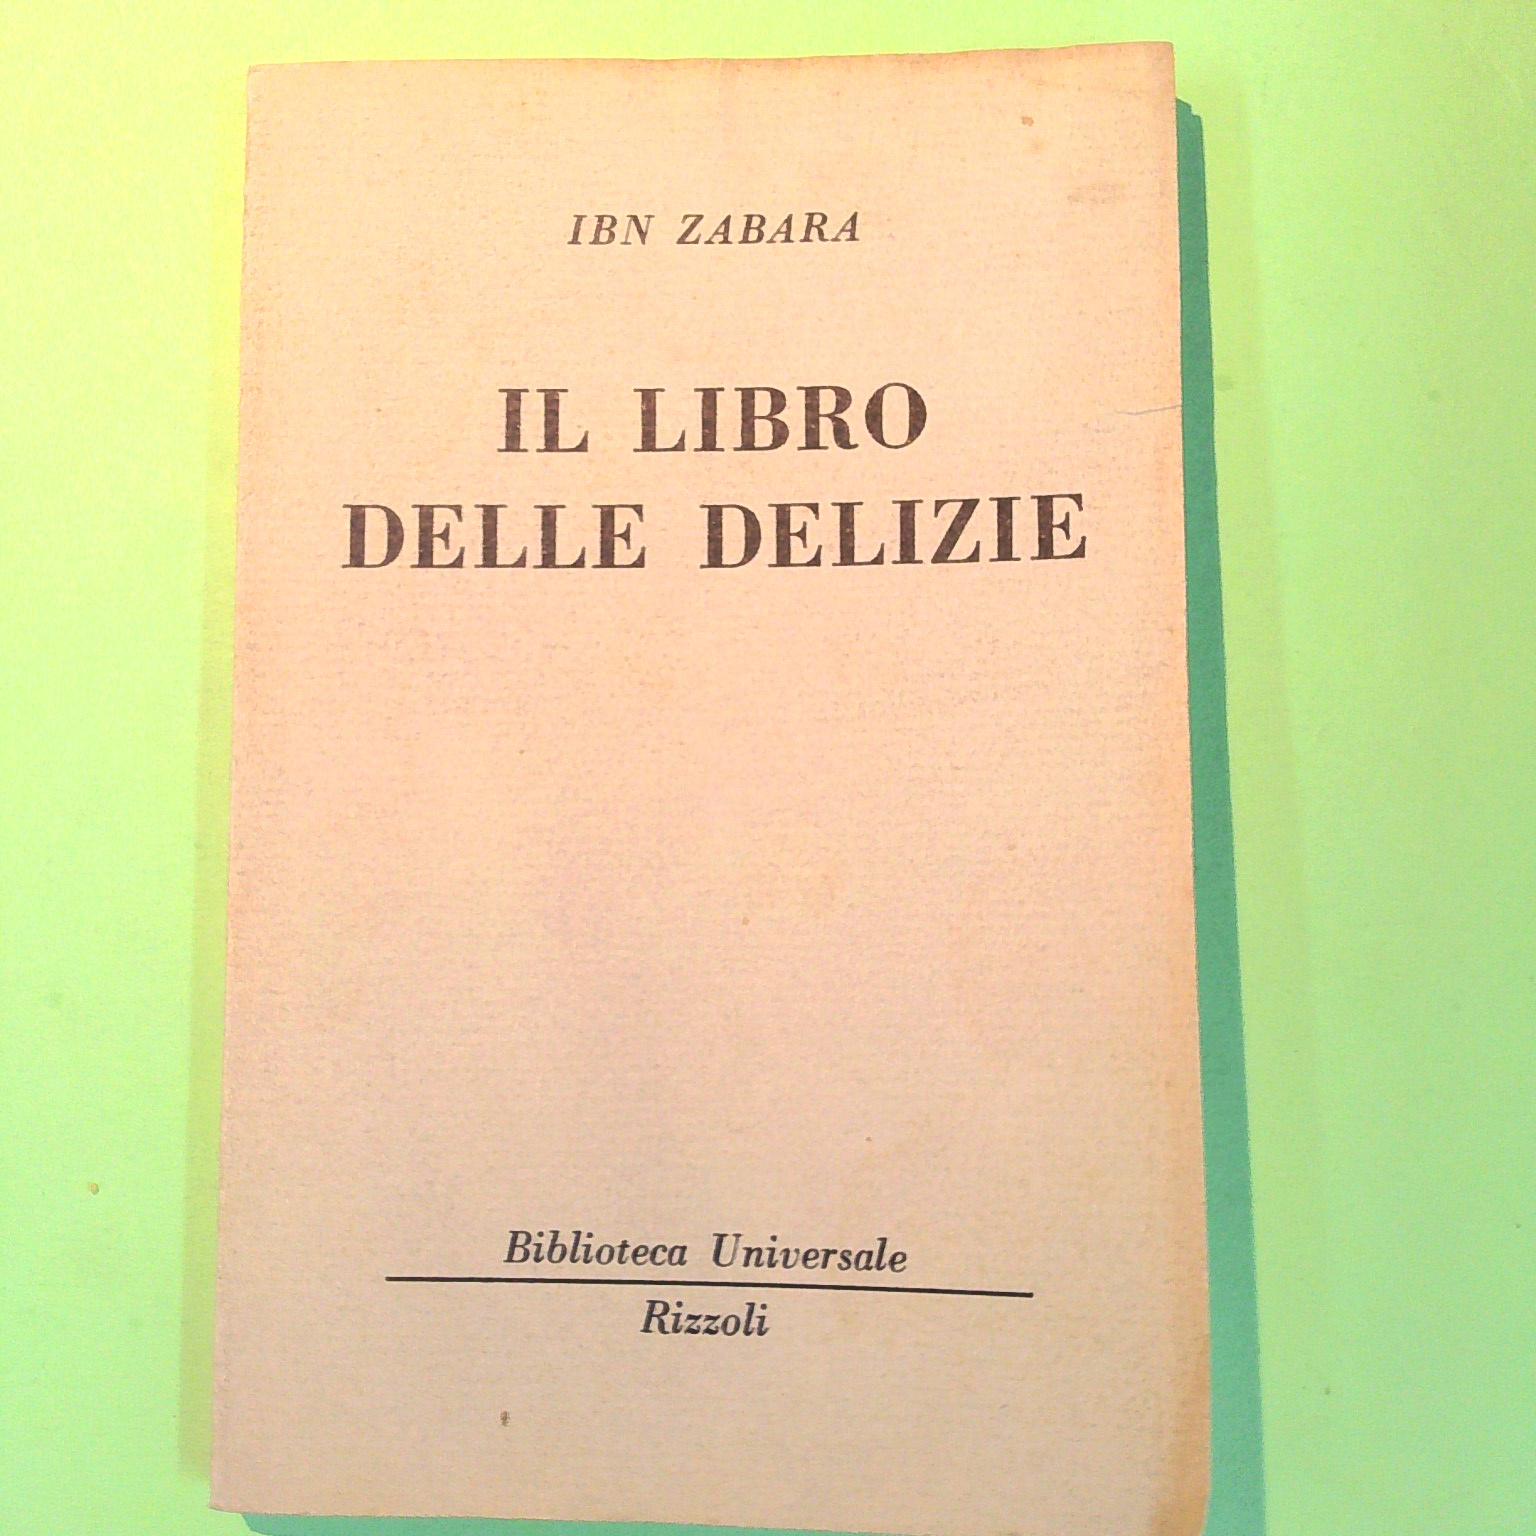 IBN ZABARA
IL LIBRO
DELLE DELIZIE
Biblioteca Universale
Rizzoli